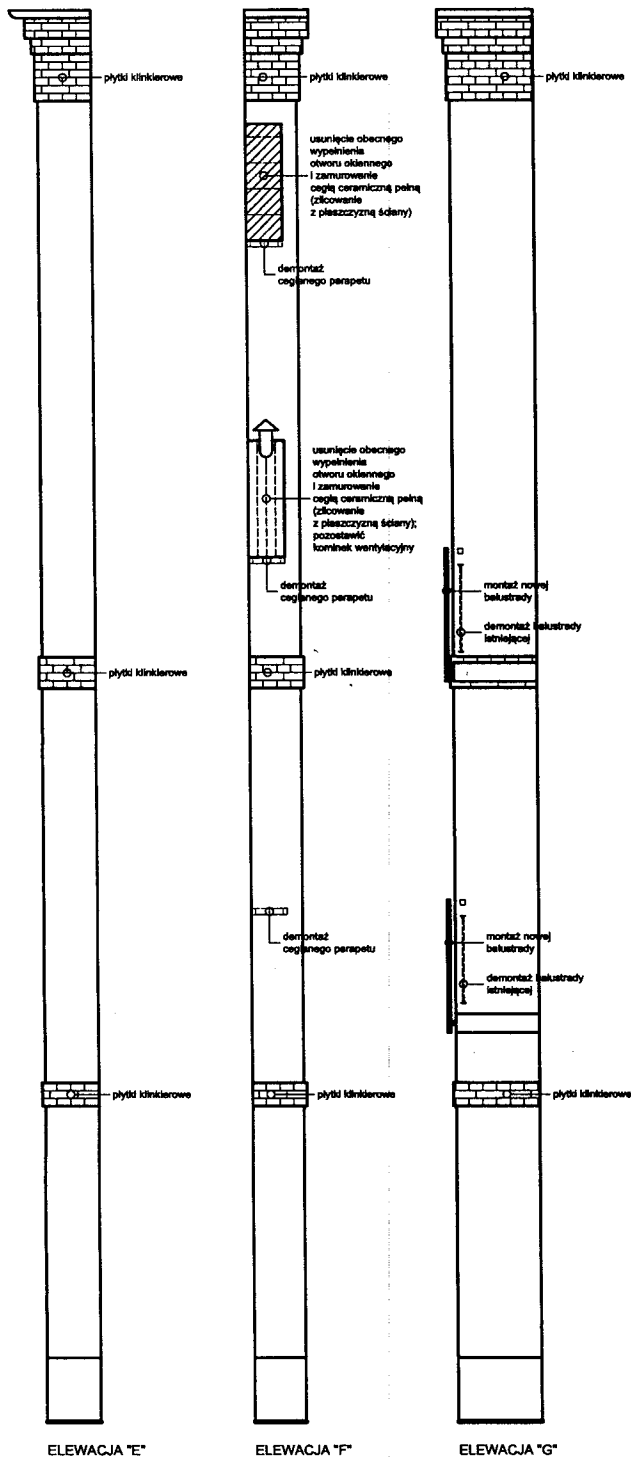 płytki klinkierowe
płytki klinkierowe
płytki klinkierowe
ELEWACJA "E"
płytki klinkierowe
usunięcie obecnego
wypełnienia
otworu okiennego
i zamurowanie
cegłą ceramiczną pełną
(zlicowanie
z płaszczyzną ściany)
demontaż
ceglanego parapetu
usunięcie obecnego
wypełnienia
otworu okiennego
i zamurowanie
cegłą ceramiczną pełną
(zlicowanie
z płaszczyzną ściany);
pozostawić
kominek wentylacyjny
demontaż
ceglanego parapetu
płytki klinkierowe
demontaż
ceglanego parapetu
płytki klinkierowe
ELEWACJA "F"
płytki klinkierowe
montaż nowej
balustrady
demontaż balustrady
istniejącej
montaż nowej
balustrady
demontaż balustrady
istniejącej
płytki klinkierowe
ELEWACJA "G"